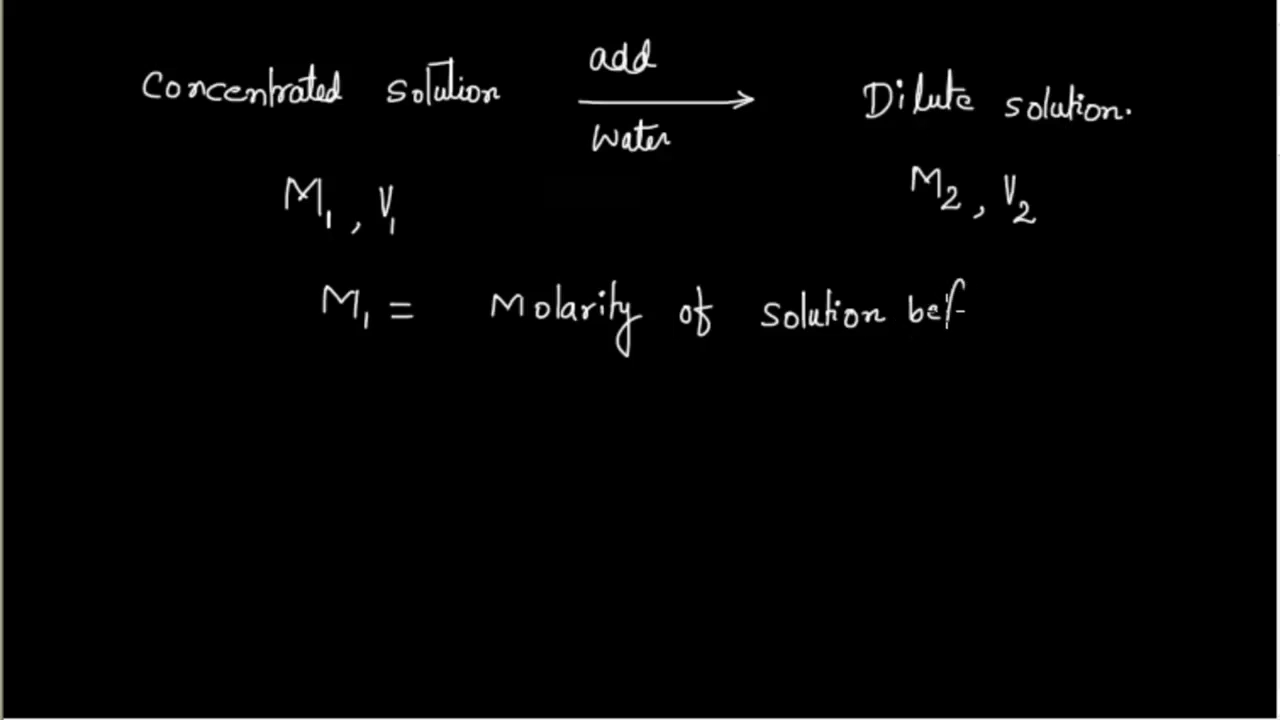 Concentrated solution add Dilute solution.
water
M₁, V₁ M₂, V₂
M₁ = Molarity of solution bef